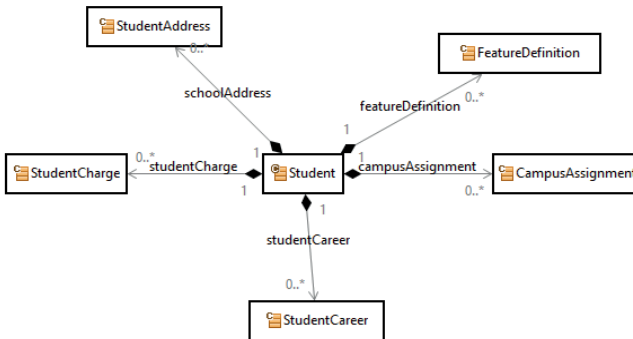 StudentAddress
0..*
FeatureDefinition
0..*
schoolAddress
featureDefinition
1
1
0..*
studentCharge
1
campusAssignment
StudentCharge
Student
CampusAssignment
1
1
0..*
studentCareer
0..*
StudentCareer